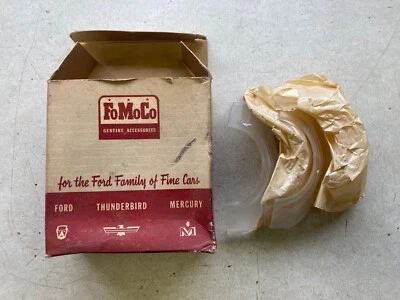 FoMoCo
GENUINE ACCESSORIES
for the Ford Family of Fine Cars
FORD THUNDERBIRD MERCURY
M